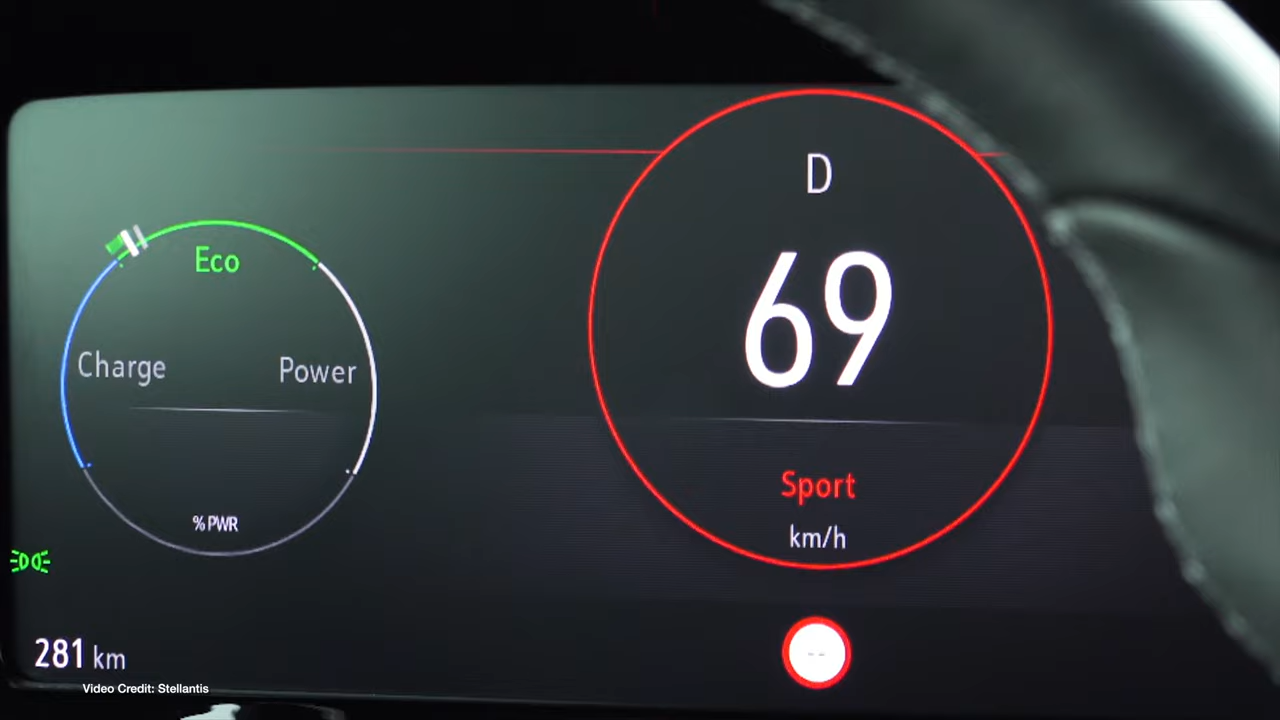 D
69
Eco
Charge
Power
Sport
% PWR
km/h
281 km
--
Video Credit: Stellantis